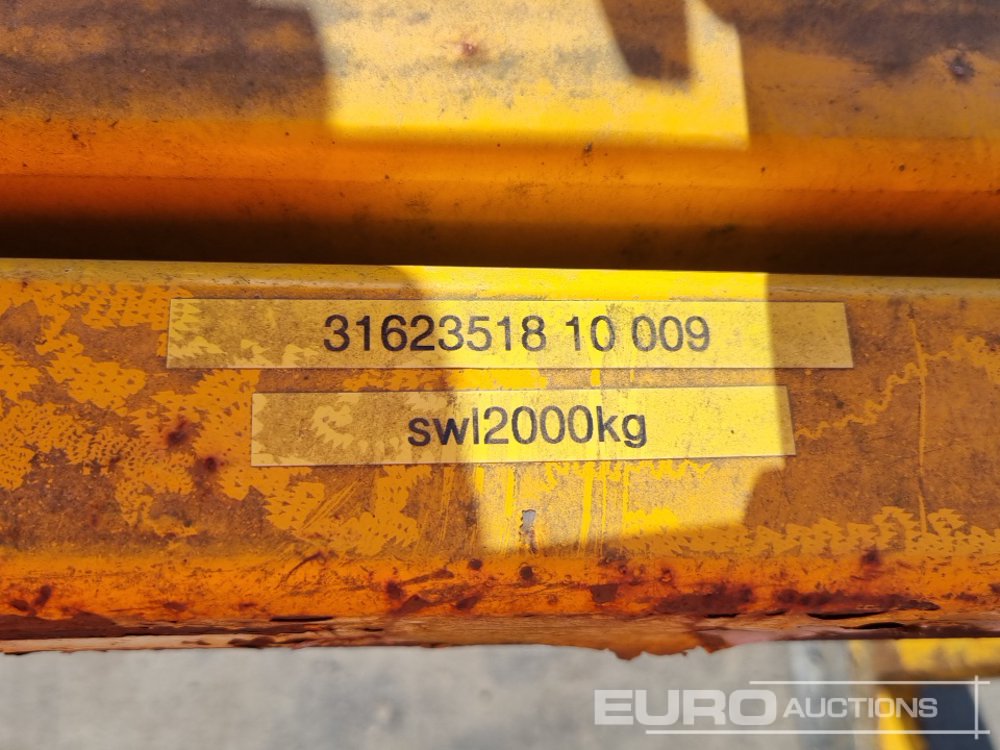 31623518 10 009
swl2000kg
EURO AUCTIONS